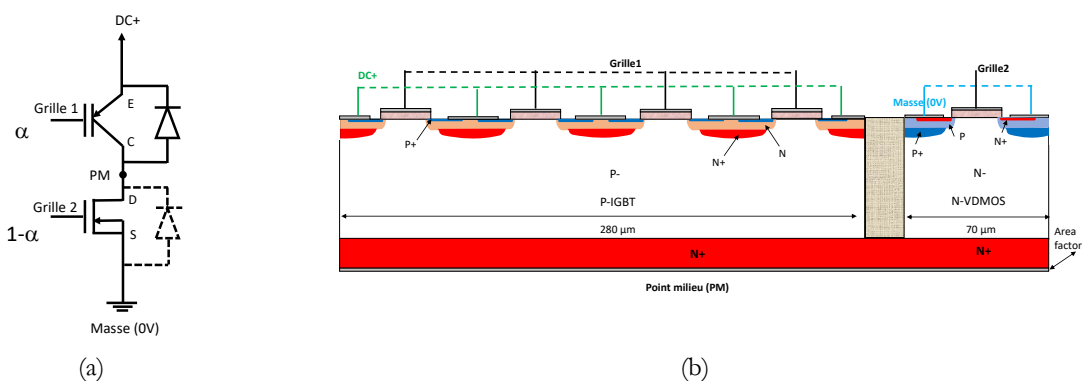 DC+
Grille 1
E
α
C
PM
D
Grille 2
1-α
S
Masse (0V)
(a)
Grille1
DC+
Grille2
Masse (0V)
P+
N+
N
P+
P
N+
P-
N-
P-IGBT
N-VDMOS
280 µm
70 µm
Area
factor
N+
N+
Point milieu (PM)
(b)